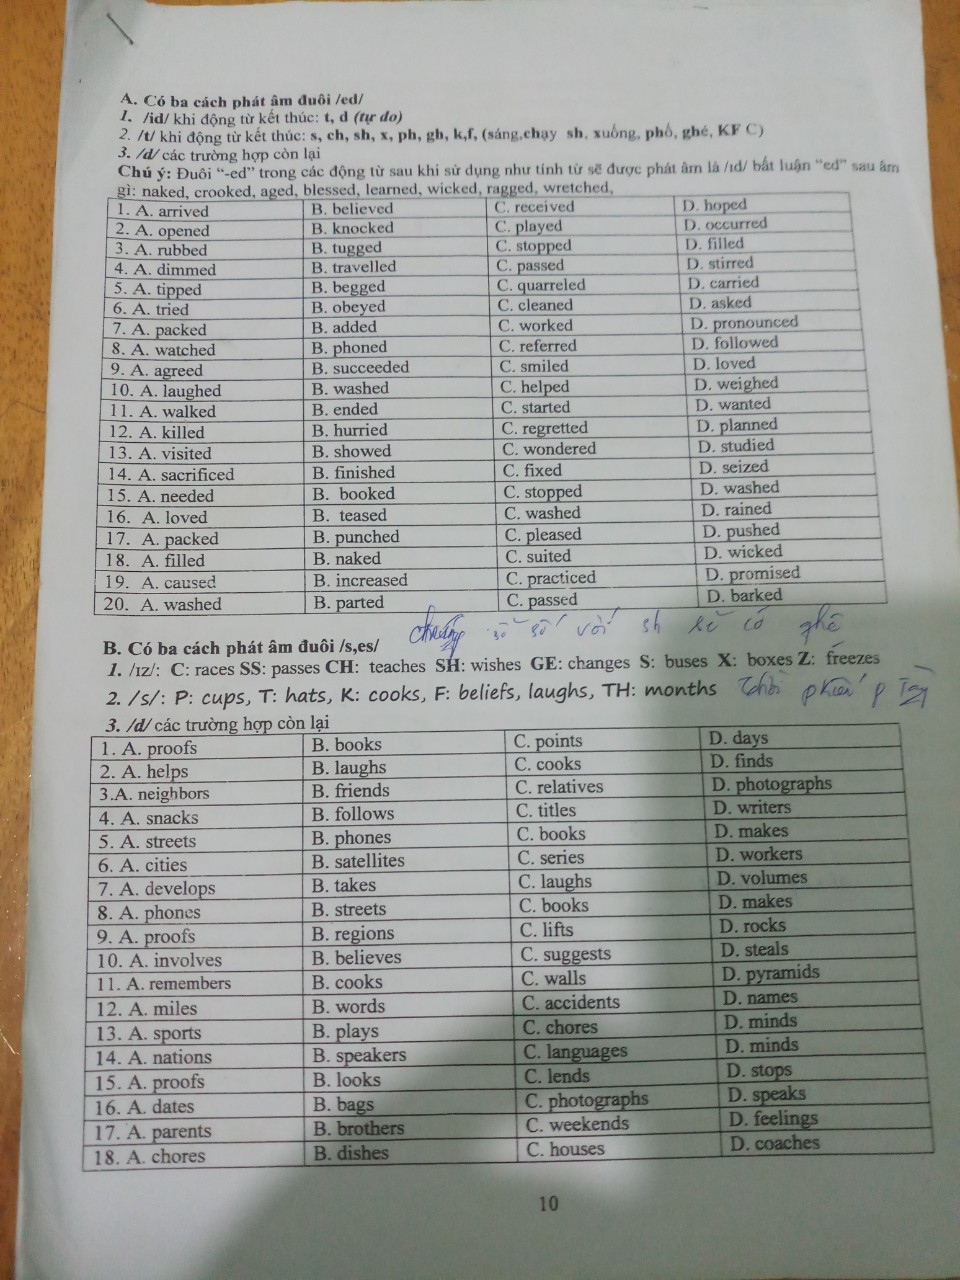 A. Có ba cách phát âm đuôi /ed/
1. /id/ khi động từ kết thúc: t, d (tự do)
2. /t/ khi động từ kết thúc: s, ch, sh, x, ph, gh, k,f, (sáng,chạy sh, xuống, phố, ghé, KF C)
3. /d/ các trường hợp còn lại
Chú ý: Đuôi “-ed” trong các động từ sau khi sử dụng như tính từ sẽ được phát âm là /ɪd/ bất luận “ed” sau âm
gì: naked, crooked, aged, blessed, learned, wicked, ragged, wretched,
1. A. arrived B. believed C. received D. hoped
2. A. opened B. knocked C. played D. occurred
3. A. rubbed B. tugged C. stopped D. filled
4. A. dimmed B. travelled C. passed D. stirred
5. A. tipped B. begged C. quarreled D. carried
6. A. tried B. obeyed C. cleaned D. asked
7. A. packed B. added C. worked D. pronounced
8. A. watched B. phoned C. referred D. followed
9. A. agreed B. succeeded C. smiled D. loved
10. A. laughed B. washed C. helped D. weighed
11. A. walked B. ended C. started D. wanted
12. A. killed B. hurried C. regretted D. planned
13. A. visited B. showed C. wondered D. studied
14. A. sacrificed B. finished C. fixed D. seized
15. A. needed B. booked C. stopped D. washed
16. A. loved B. teased C. washed D. rained
17. A. packed B. punched C. pleased D. pushed
18. A. filled B. naked C. suited D. wicked
19. A. caused B. increased C. practiced D. promised
20. A. washed B. parted C. passed D. barked
với sh sẽ có ghé
B. Có ba cách phát âm đuôi /s,es/
1. /ɪz/: C: races SS: passes CH: teaches SH: wishes GE: changes S: buses X: boxes Z: freezes
2. /s/: P: cups, T: hats, K: cooks, F: beliefs, laughs, TH: months
3. /d/ các trường hợp còn lại
1. A. proofs B. books C. points D. days
2. A. helps B. laughs C. cooks D. finds
3.A. neighbors B. friends C. relatives D. photographs
4. A. snacks B. follows C. titles D. writers
5. A. streets B. phones C. books D. makes
6. A. cities B. satellites C. series D. workers
7. A. develops B. takes C. laughs D. volumes
8. A. phones B. streets C. books D. makes
9. A. proofs B. regions C. lifts D. rocks
10. A. involves B. believes C. suggests D. steals
11. A. remembers B. cooks C. walls D. pyramids
12. A. miles B. words C. accidents D. names
13. A. sports B. plays C. chores D. minds
14. A. nations B. speakers C. languages D. minds
15. A. proofs B. looks C. lends D. stops
16. A. dates B. bags C. photographs D. speaks
17. A. parents B. brothers C. weekends D. feelings
18. A. chores B. dishes C. houses D. coaches
10